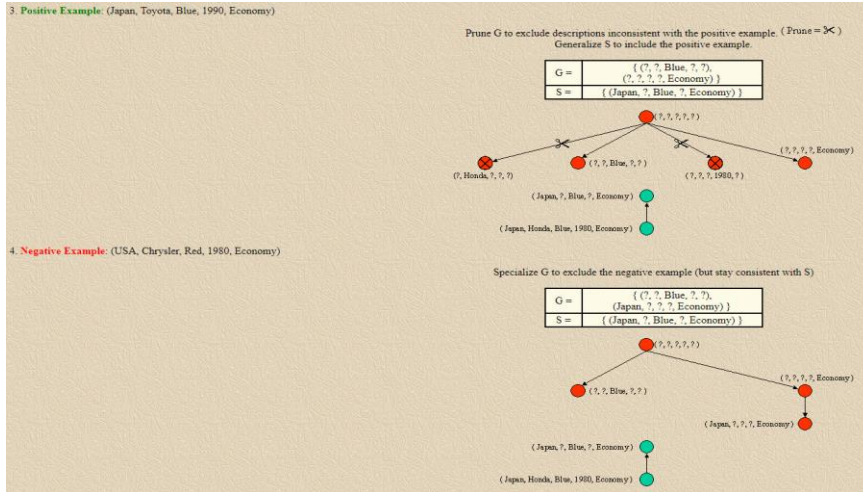 3. Positive Example: (Japan, Toyota, Blue, 1990, Economy)
Prune G to exclude descriptions inconsistent with the positive example. ( Prune = ✂ )
Generalize S to include the positive example.
G = { (?, ?, Blue, ?, ?),
(?, ?, ?, ?, Economy) }
S = { (Japan, ?, Blue, ?, Economy) }
( ?, ?, ?, ?, ? )
( ?, ?, ?, ?, Economy )
( ?, ?, Blue, ?, ? )
(?, Honda, ?, ?, ?)
( ?, ?, ?, 1980, ? )
( Japan, ?, Blue, ?, Economy )
( Japan, Honda, Blue, 1980, Economy )
4. Negative Example: (USA, Chrysler, Red, 1980, Economy)
Specialize G to exclude the negative example (but stay consistent with S)
G = { (?, ?, Blue, ?, ?),
(Japan, ?, ?, ?, Economy) }
S = { (Japan, ?, Blue, ?, Economy) }
( ?, ?, ?, ?, ? )
( ?, ?, ?, ?, Economy )
( ?, ?, Blue, ?, ? )
( Japan, ?, ?, ?, Economy )
( Japan, ?, Blue, ?, Economy )
( Japan, Honda, Blue, 1980, Economy )